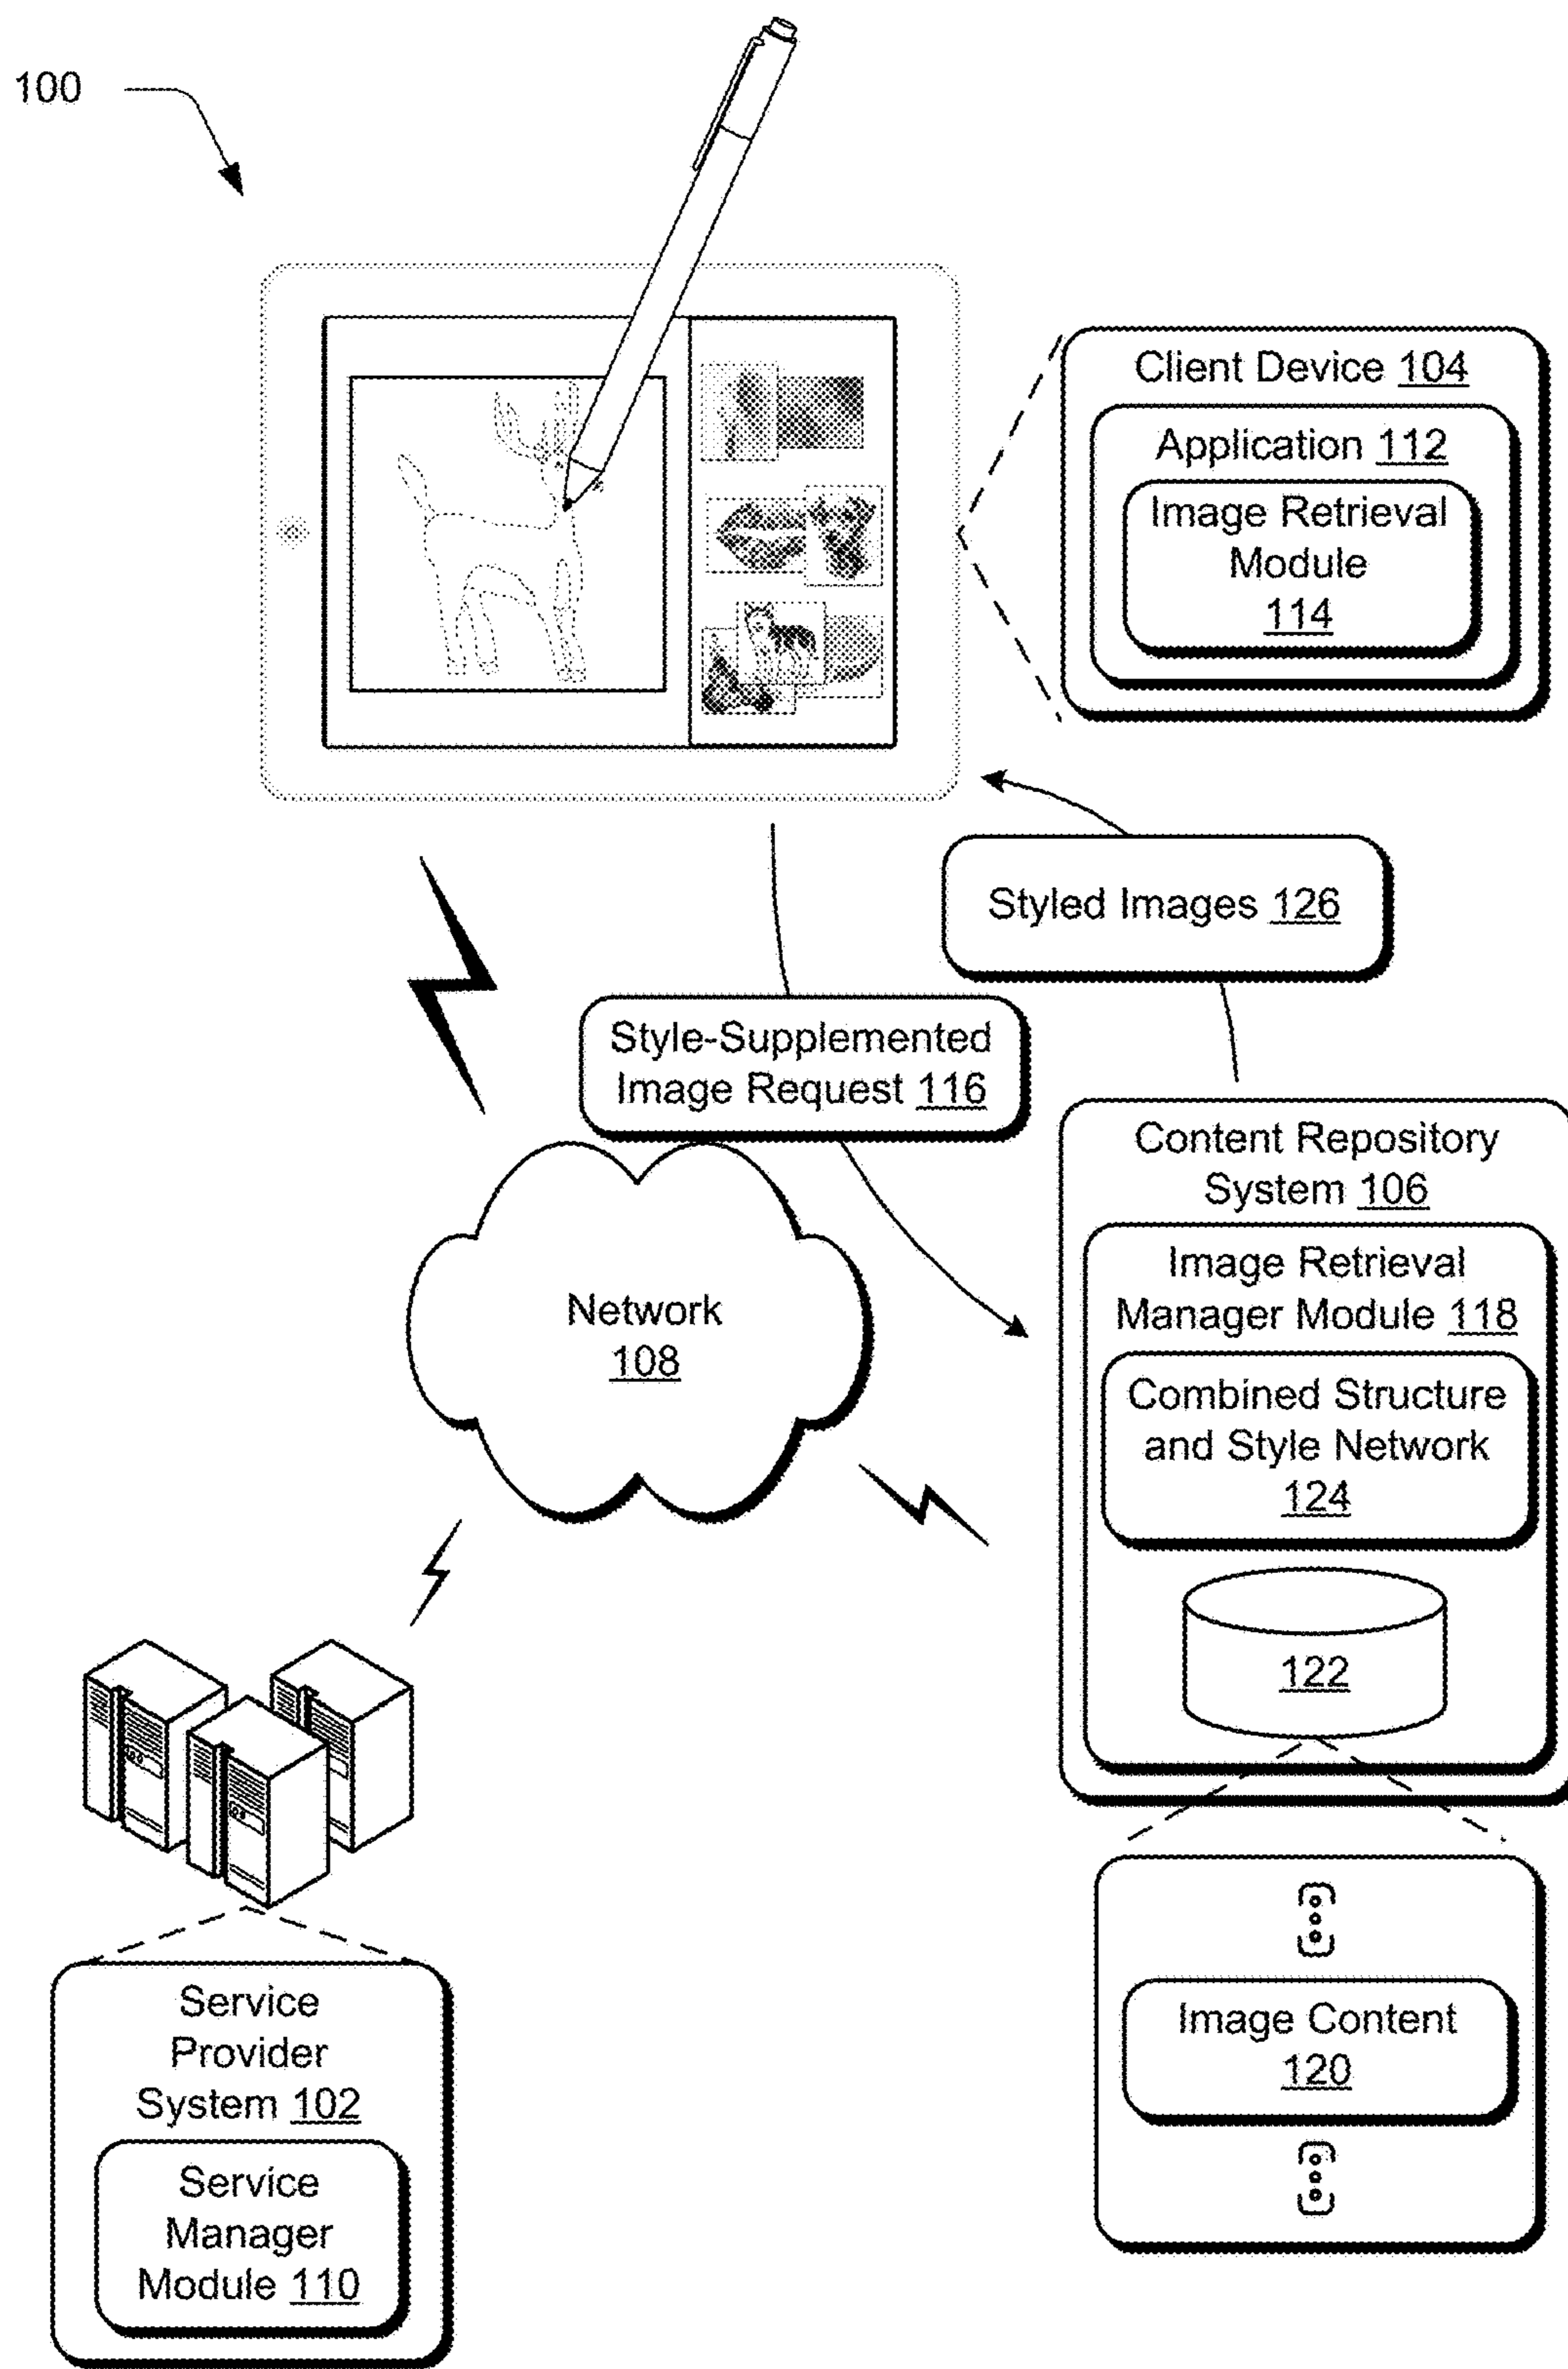 100
Client Device 104
Application 112
Image Retrieval
Module
114
Styled Images 126
Style-Supplemented
Image Request 116
Content Repository
System 106
Image Retrieval
Manager Module 118
Combined Structure
and Style Network
124
122
Network
108
Image Content
120
Service
Provider
System 102
Service
Manager
Module 110